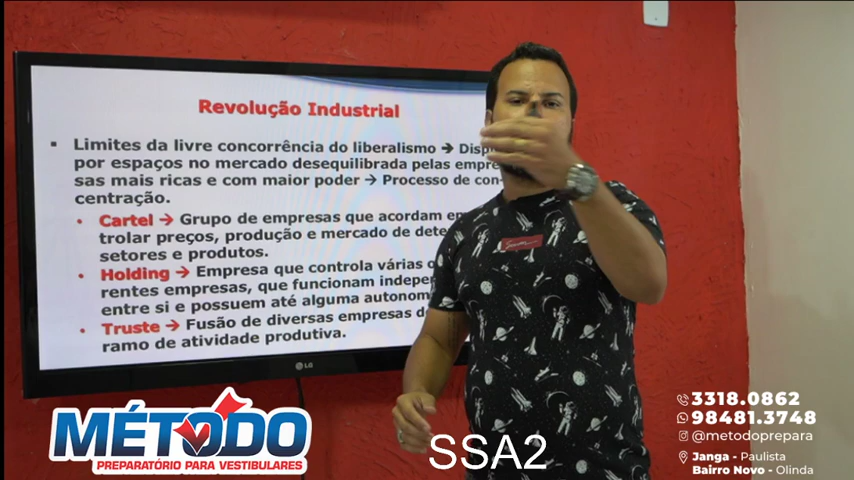 Revolução Industrial
▪ Limites da livre concorrência do liberalismo → Disp
por espaços no mercado desequilibrada pelas empre
sas mais ricas e com maior poder → Processo de con-
centração.
• Cartel → Grupo de empresas que acordam
trolar preços, produção e mercado de dete
setores e produtos.
• Holding → Empresa que controla várias
rentes empresas, que funcionam indepen
entre si e possuem até alguma autonom
• Truste → Fusão de diversas empresas
ramo de atividade produtiva.
LG
MÉTODO
PREPARATÓRIO PARA VESTIBULARES
SSA2
3318.0862
98481.3748
@metodoprepara
Janga - Paulista
Bairro Novo - Olinda